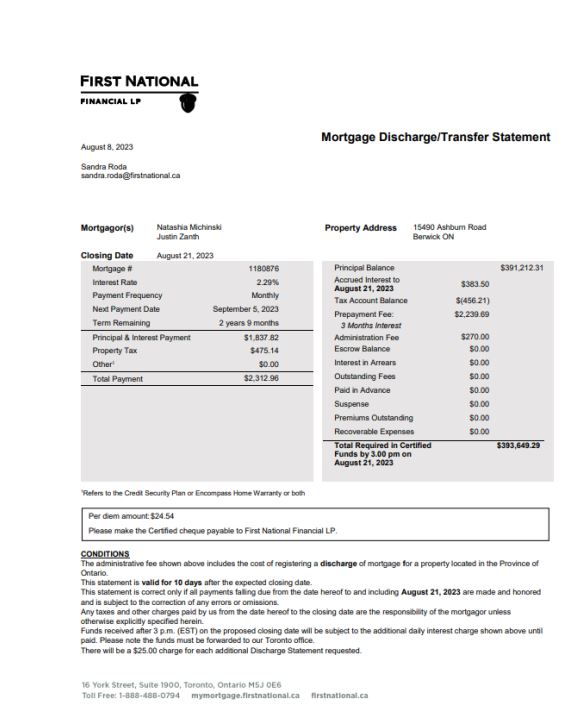 FIRST NATIONAL
FINANCIAL LP
Mortgage Discharge/Transfer Statement
August 8, 2023
Sandra Roda
sandra.roda@firstnational.ca
Mortgagor(s) Natashia Michinski
Justin Zanth
Property Address 15490 Ashburn Road
Berwick ON
Closing Date August 21, 2023
Mortgage # 1180876
Interest Rate 2.29%
Payment Frequency Monthly
Next Payment Date September 5, 2023
Term Remaining 2 years 9 months
Principal & Interest Payment $1,837.82
Property Tax $475.14
Other¹ $0.00
Total Payment $2,312.96
Principal Balance $391,212.31
Accrued Interest to
August 21, 2023 $383.50
Tax Account Balance $(456.21)
Prepayment Fee: $2,239.69
3 Months Interest
Administration Fee $270.00
Escrow Balance $0.00
Interest in Arrears $0.00
Outstanding Fees $0.00
Paid in Advance $0.00
Suspense $0.00
Premiums Outstanding $0.00
Recoverable Expenses $0.00
Total Required in Certified $393,649.29
Funds by 3.00 pm on
August 21, 2023
¹Refers to the Credit Security Plan or Encompass Home Warranty or both
Per diem amount:$24.54
Please make the Certified cheque payable to First National Financial LP.
CONDITIONS
The administrative fee shown above includes the cost of registering a discharge of mortgage for a property located in the Province of
Ontario.
This statement is valid for 10 days after the expected closing date.
This statement is correct only if all payments falling due from the date hereof to and including August 21, 2023 are made and honored
and is subject to the correction of any errors or omissions.
Any taxes and other charges paid by us from the date hereof to the closing date are the responsibility of the mortgagor unless
otherwise explicitly specified herein.
Funds received after 3 p.m. (EST) on the proposed closing date will be subject to the additional daily interest charge shown above until
paid. Please note the funds must be forwarded to our Toronto office.
There will be a $25.00 charge for each additional Discharge Statement requested.
16 York Street, Suite 1900, Toronto, Ontario M5J 0E6
Toll Free: 1-888-488-0794 mymortgage.firstnational.ca firstnational.ca